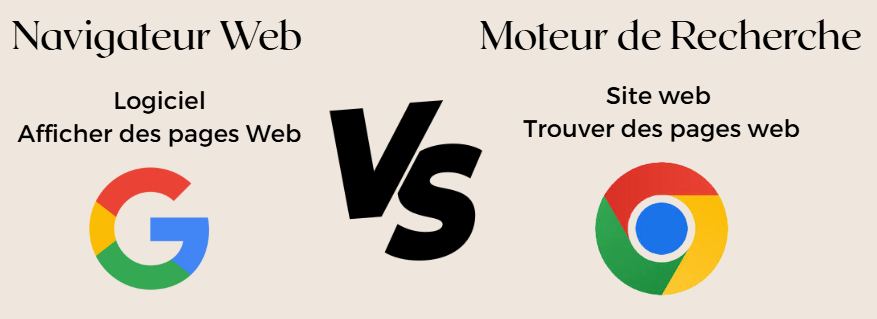 Navigateur Web
Logiciel
Afficher des pages Web
VS
Moteur de Recherche
Site web
Trouver des pages web